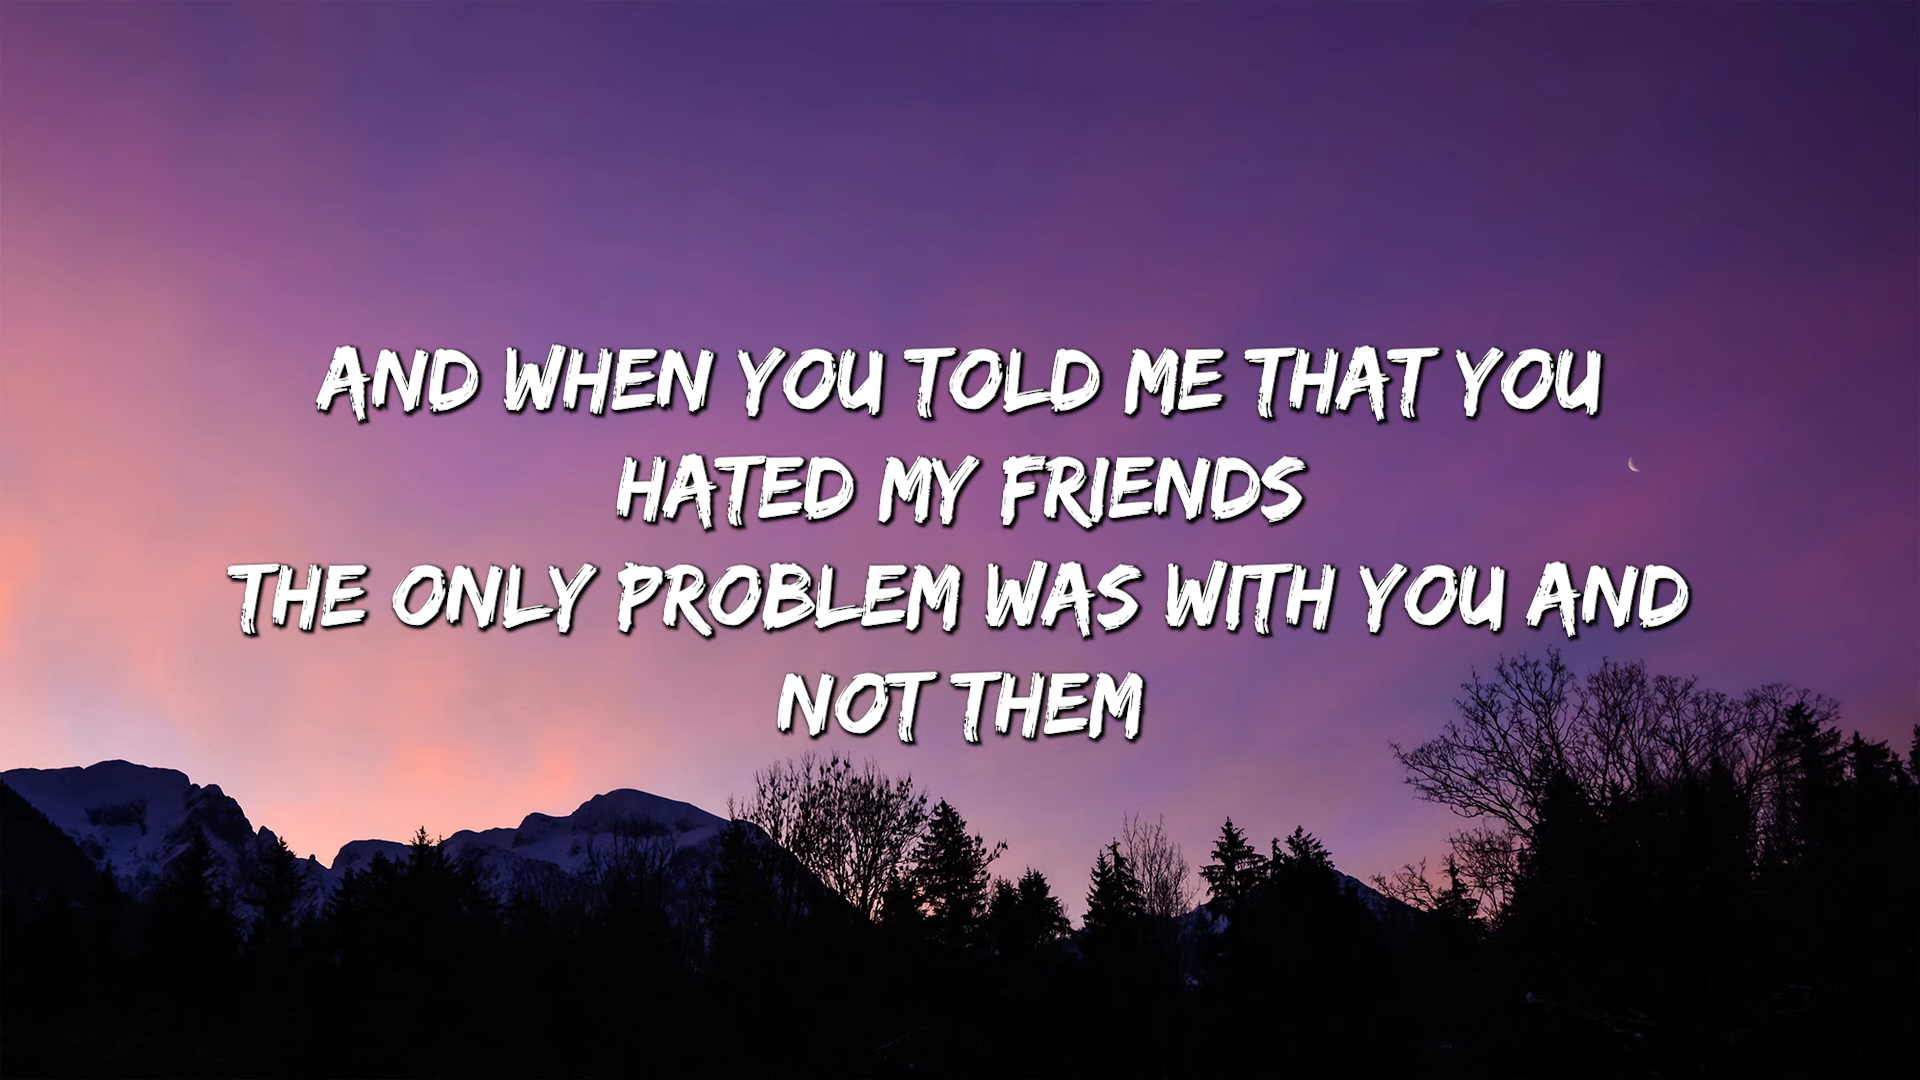 AND WHEN YOU TOLD ME THAT YOU
HATED MY FRIENDS
THE ONLY PROBLEM WAS WITH YOU AND
NOT THEM